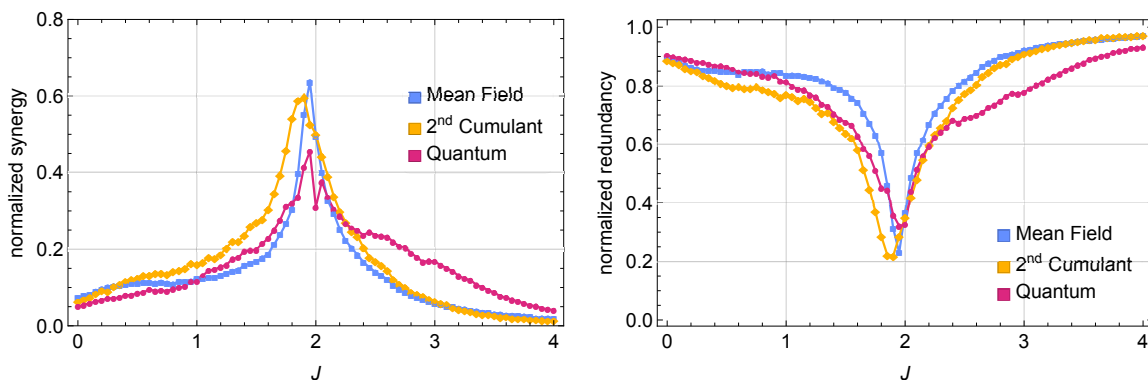 normalized synergy
0.8
0.6
0.4
0.2
0.0
0
1
2
3
4
J
Mean Field
2nd Cumulant
Quantum
normalized redundancy
1.0
0.8
0.6
0.4
0.2
0.0
0
1
2
3
4
J
Mean Field
2nd Cumulant
Quantum